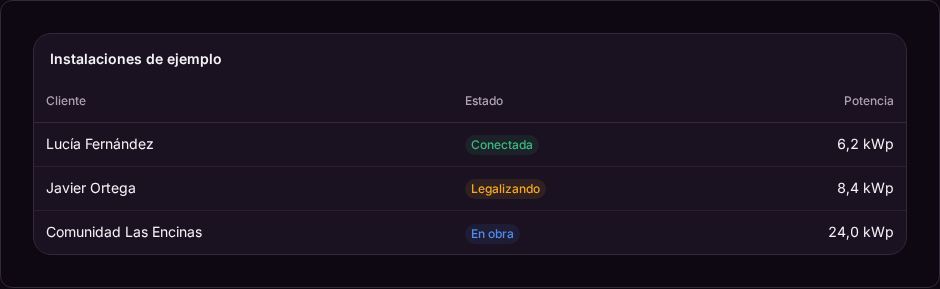 Instalaciones de ejemplo
Cliente Estado Potencia
Lucía Fernández Conectada 6,2 kWp
Javier Ortega Legalizando 8,4 kWp
Comunidad Las Encinas En obra 24,0 kWp